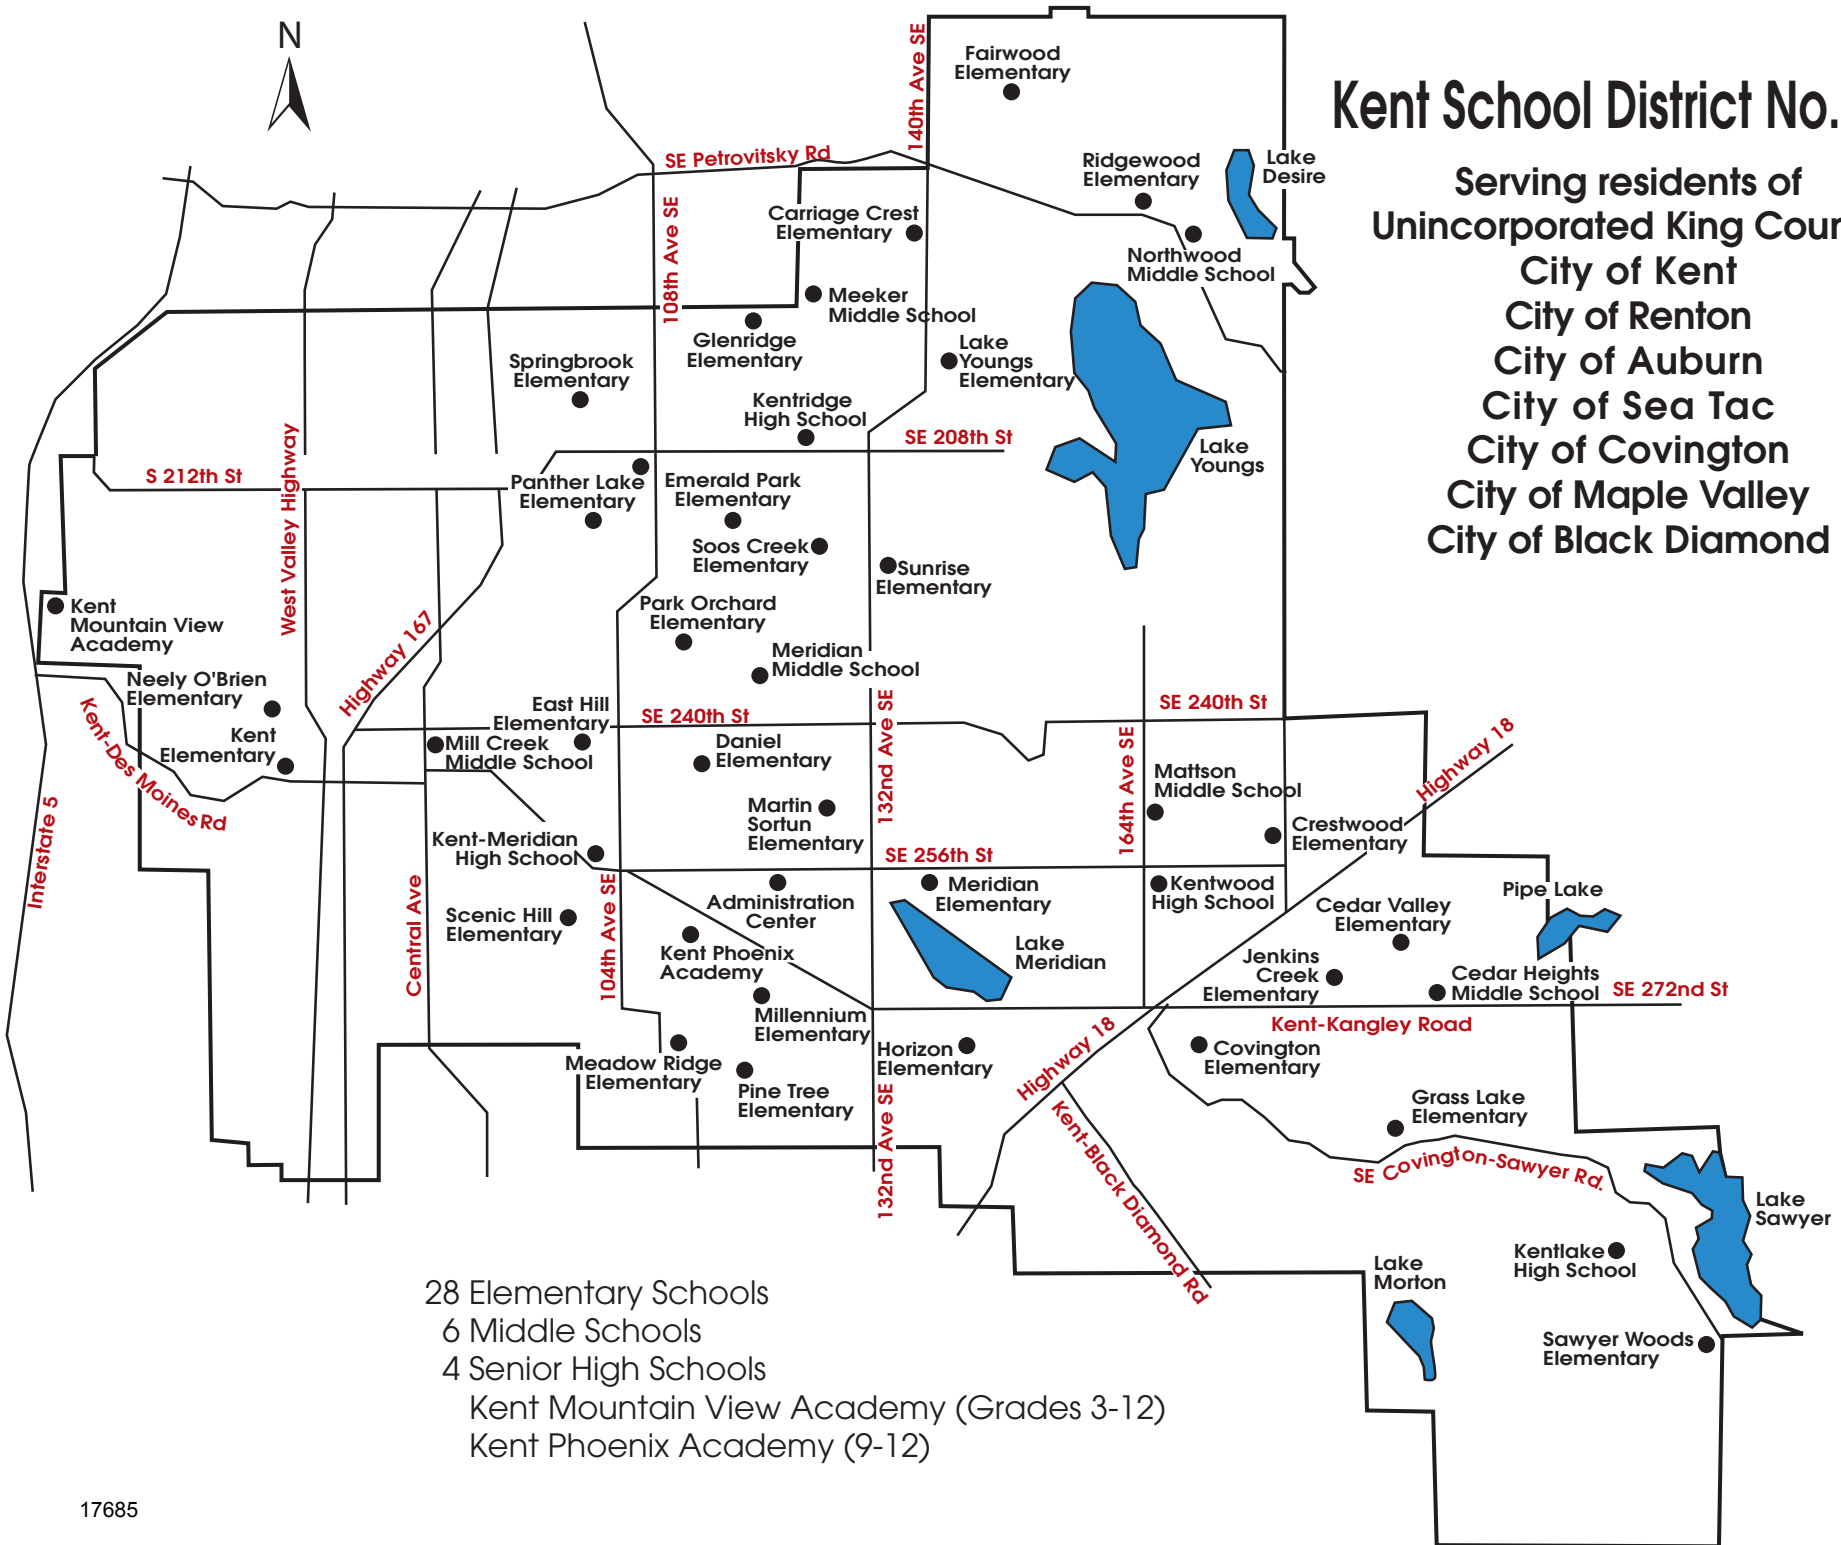 N
Kent School District No.
Serving residents of
Unincorporated King Cour
City of Kent
City of Renton
City of Auburn
City of Sea Tac
City of Covington
City of Maple Valley
City of Black Diamond
140th Ave SE
Fairwood
Elementary
SE Petrovitsky Rd
Ridgewood
Elementary
Lake
Desire
108th Ave SE
Carriage Crest
Elementary
Northwood
Middle School
Meeker
Middle School
Glenridge
Elementary
Lake
Youngs
Elementary
Springbrook
Elementary
Kentridge
High School
SE 208th St
Lake
Youngs
S 212th St
West Valley Highway
Panther Lake
Elementary
Emerald Park
Elementary
Soos Creek
Elementary
Sunrise
Elementary
Kent
Mountain View
Academy
Park Orchard
Elementary
Highway 167
Meridian
Middle School
Neely O'Brien
Elementary
Kent-Des Moines Rd
East Hill
Elementary
SE 240th St
132nd Ave SE
SE 240th St
Kent
Elementary
Mill Creek
Middle School
Daniel
Elementary
164th Ave SE
Highway 18
Mattson
Middle School
Interstate 5
Martin
Sortun
Elementary
Crestwood
Elementary
Kent-Meridian
High School
SE 256th St
Central Ave
104th Ave SE
Administration
Center
Meridian
Elementary
Kentwood
High School
Pipe Lake
Scenic Hill
Elementary
Cedar Valley
Elementary
Kent Phoenix
Academy
Lake
Meridian
Jenkins
Creek
Elementary
Cedar Heights
Middle School
SE 272nd St
Millennium
Elementary
Kent-Kangley Road
Meadow Ridge
Elementary
Horizon
Elementary
Highway 18
Covington
Elementary
Pine Tree
Elementary
132nd Ave SE
Kent-Black Diamond Rd
Grass Lake
Elementary
SE Covington-Sawyer Rd.
Lake
Sawyer
Kentlake
High School
Lake
Morton
Sawyer Woods
Elementary
28 Elementary Schools
6 Middle Schools
4 Senior High Schools
Kent Mountain View Academy (Grades 3-12)
Kent Phoenix Academy (9-12)
17685